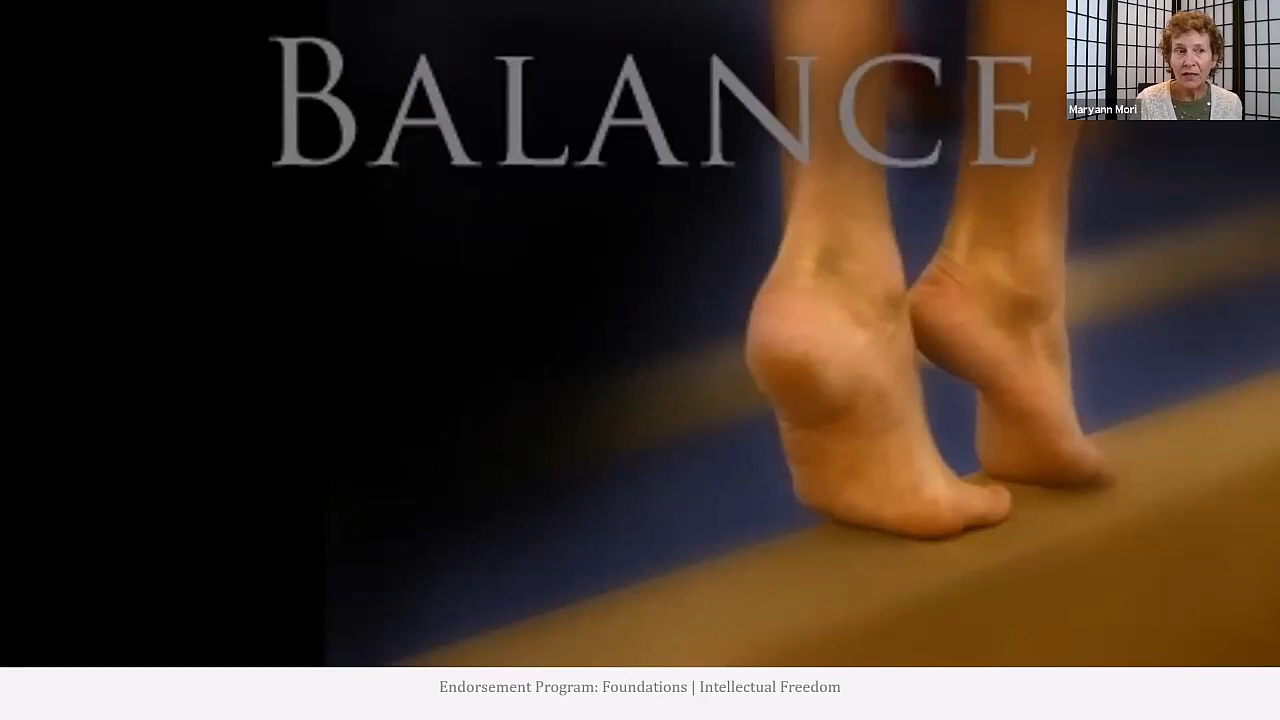 BALANCE
Maryann Mori
Endorsement Program: Foundations | Intellectual Freedom